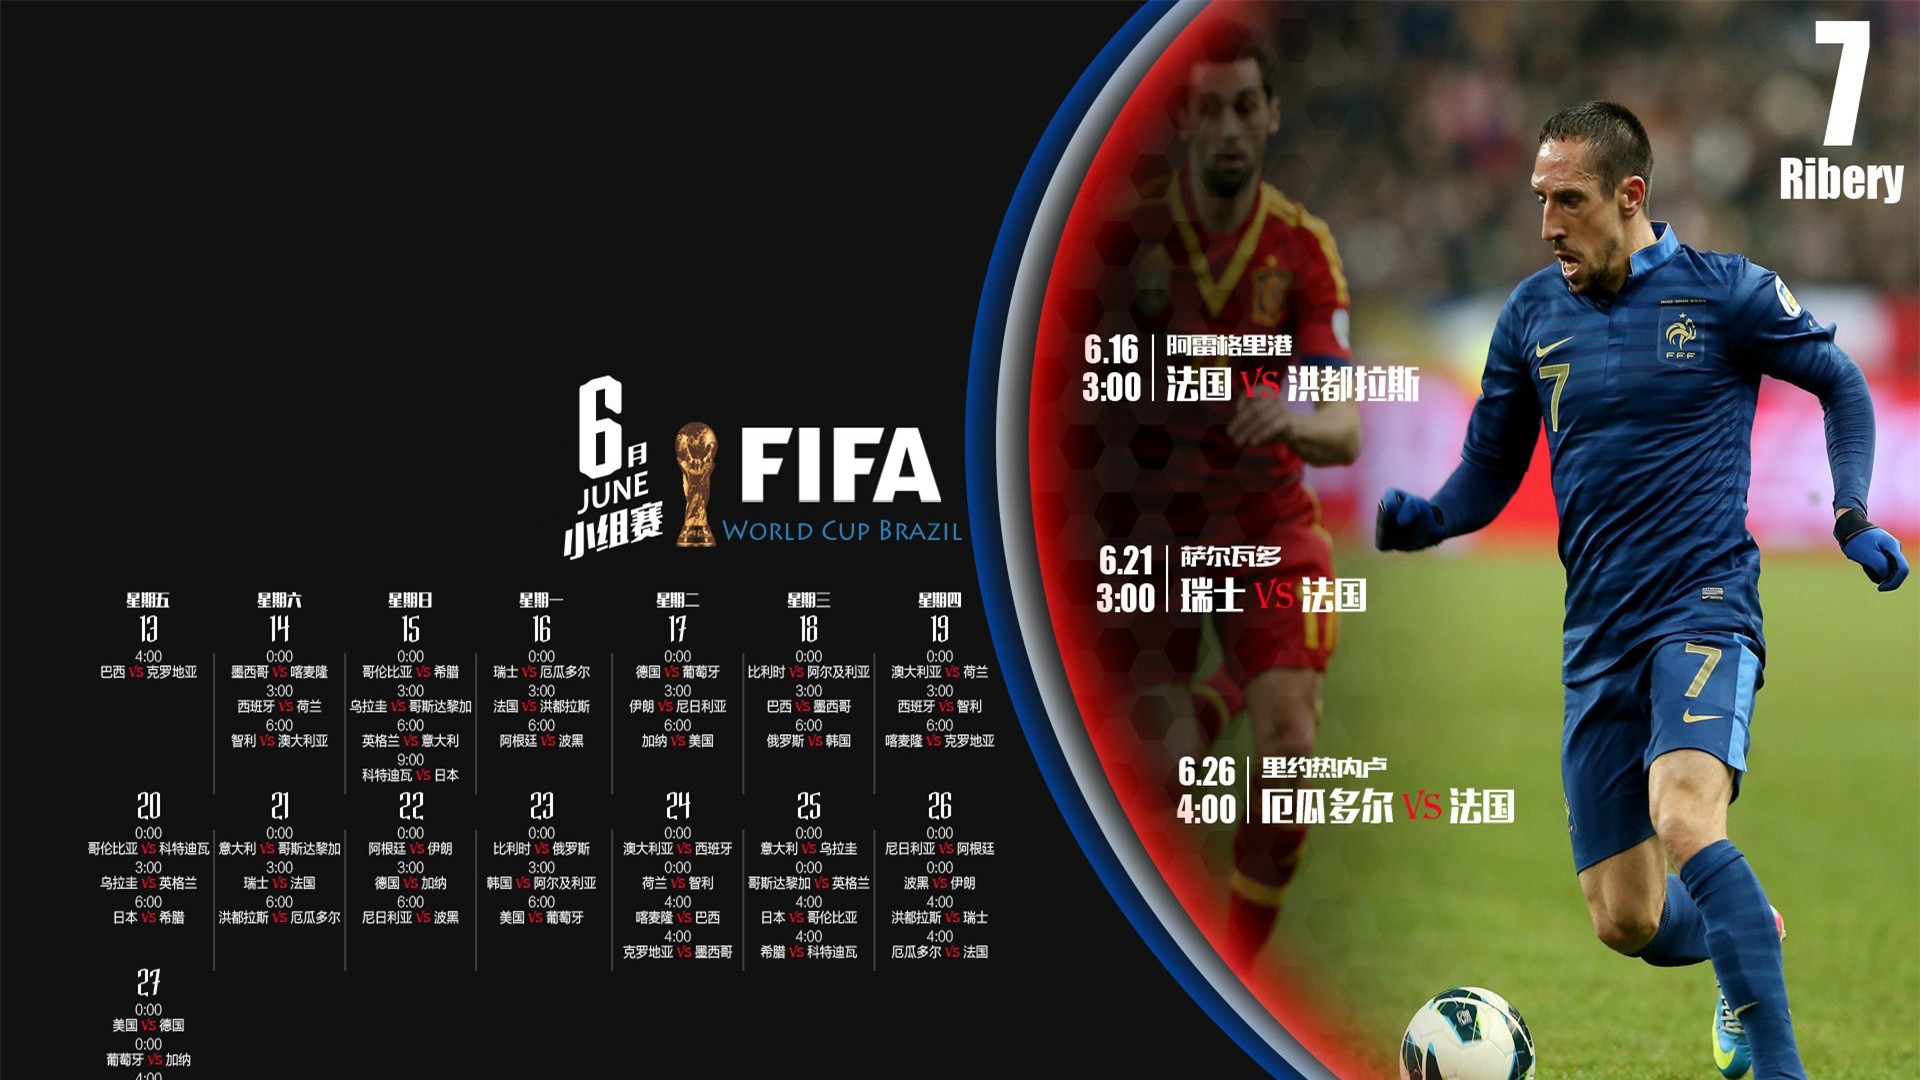 7
Ribery
6.16
3:00
阿雷格里港
法国 VS 洪都拉斯
6.21
3:00
萨尔瓦多
瑞士 VS 法国
6.26
4:00
里约热内卢
厄瓜多尔 VS 法国
6月
JUNE
小组赛
FIFA
WORLD CUP BRAZIL
星期五
13
4:00
巴西 VS 克罗地亚
星期六
14
0:00
墨西哥 VS 喀麦隆
3:00
西班牙 VS 荷兰
6:00
智利 VS 澳大利亚
星期日
15
0:00
哥伦比亚 VS 希腊
3:00
乌拉圭 VS 哥斯达黎加
6:00
英格兰 VS 意大利
9:00
科特迪瓦 VS 日本
星期一
16
0:00
瑞士 VS 厄瓜多尔
3:00
法国 VS 洪都拉斯
6:00
阿根廷 VS 波黑
星期二
17
0:00
德国 VS 葡萄牙
3:00
伊朗 VS 尼日利亚
6:00
加纳 VS 美国
星期三
18
0:00
比利时 VS 阿尔及利亚
3:00
巴西 VS 墨西哥
6:00
俄罗斯 VS 韩国
星期四
19
0:00
澳大利亚 VS 荷兰
3:00
西班牙 VS 智利
6:00
喀麦隆 VS 克罗地亚
20
0:00
哥伦比亚 VS 科特迪瓦
3:00
乌拉圭 VS 英格兰
6:00
日本 VS 希腊
21
0:00
意大利 VS 哥斯达黎加
3:00
瑞士 VS 法国
6:00
洪都拉斯 VS 厄瓜多尔
22
0:00
阿根廷 VS 伊朗
3:00
德国 VS 加纳
6:00
尼日利亚 VS 波黑
23
0:00
比利时 VS 俄罗斯
3:00
韩国 VS 阿尔及利亚
6:00
美国 VS 葡萄牙
24
0:00
澳大利亚 VS 西班牙
0:00
荷兰 VS 智利
4:00
喀麦隆 VS 巴西
4:00
克罗地亚 VS 墨西哥
25
0:00
意大利 VS 乌拉圭
0:00
哥斯达黎加 VS 英格兰
4:00
日本 VS 哥伦比亚
4:00
希腊 VS 科特迪瓦
26
0:00
尼日利亚 VS 阿根廷
0:00
波黑 VS 伊朗
4:00
洪都拉斯 VS 瑞士
4:00
厄瓜多尔 VS 法国
27
0:00
美国 VS 德国
0:00
葡萄牙 VS 加纳
4:00
FFF
7
7